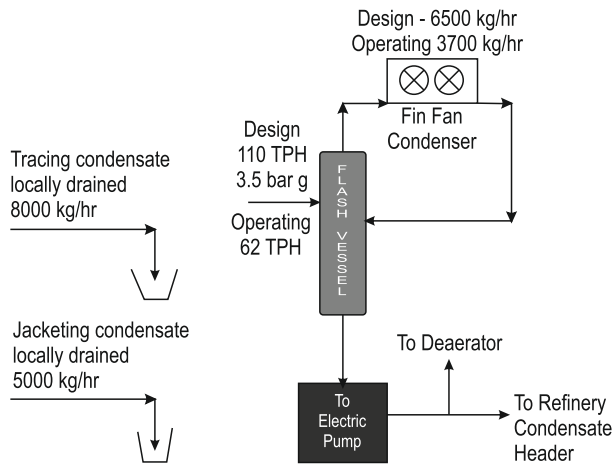 Design - 6500 kg/hr
Operating 3700 kg/hr
Fin Fan
Condenser
Design
110 TPH
3.5 bar g
Operating
62 TPH
FLASH VESSEL
Tracing condensate
locally drained
8000 kg/hr
Jacketing condensate
locally drained
5000 kg/hr
To Deaerator
To
Electric
Pump
To Refinery
Condensate
Header